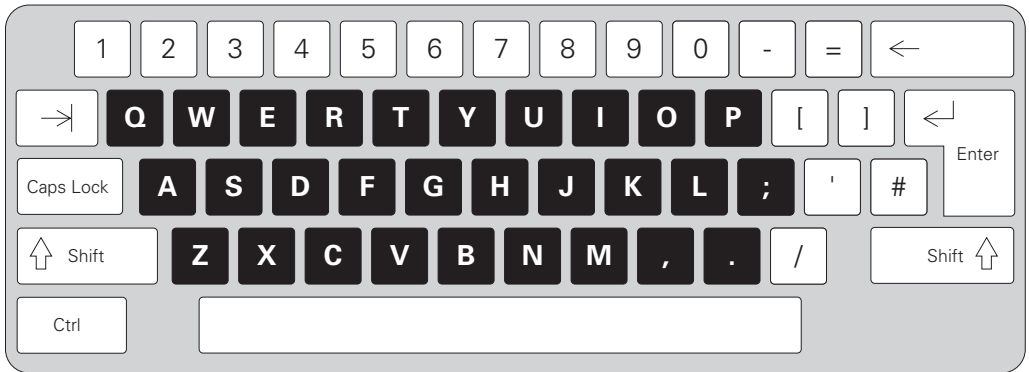 1 2 3 4 5 6 7 8 9 0 - =
Q W E R T Y U I O P [ ]
Enter
Caps Lock A S D F G H J K L ; ' #
Shift Z X C V B N M , . / Shift
Ctrl